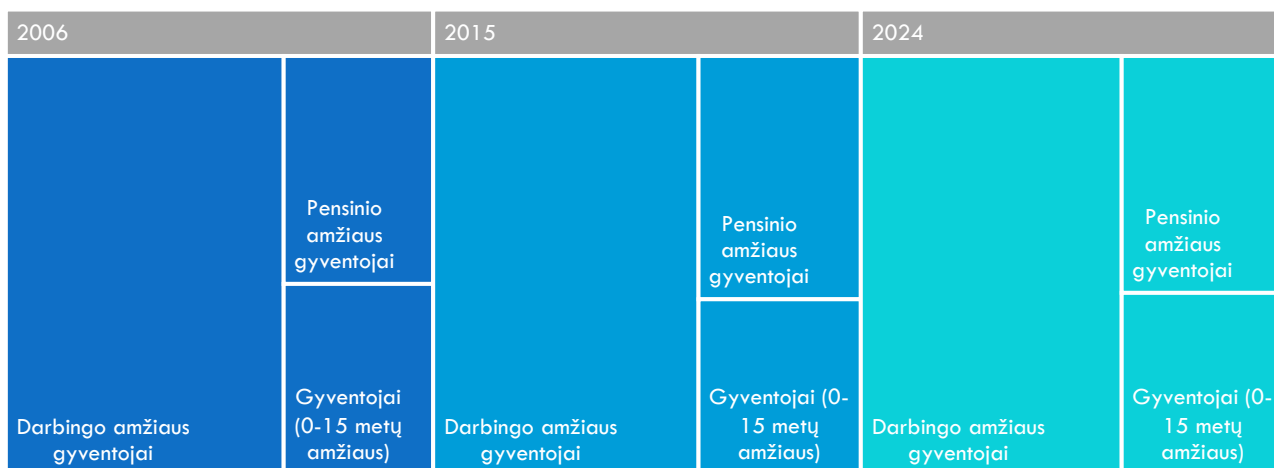 2006
Pensinio
amžiaus
gyventojai
Darbingo amžiaus
gyventojai
Gyventojai
(0-15 metų
amžiaus)
2015
Pensinio
amžiaus
gyventojai
Darbingo amžiaus
gyventojai
Gyventojai (0-
15 metų
amžiaus)
2024
Pensinio
amžiaus
gyventojai
Darbingo amžiaus
gyventojai
Gyventojai (0-
15 metų
amžiaus)